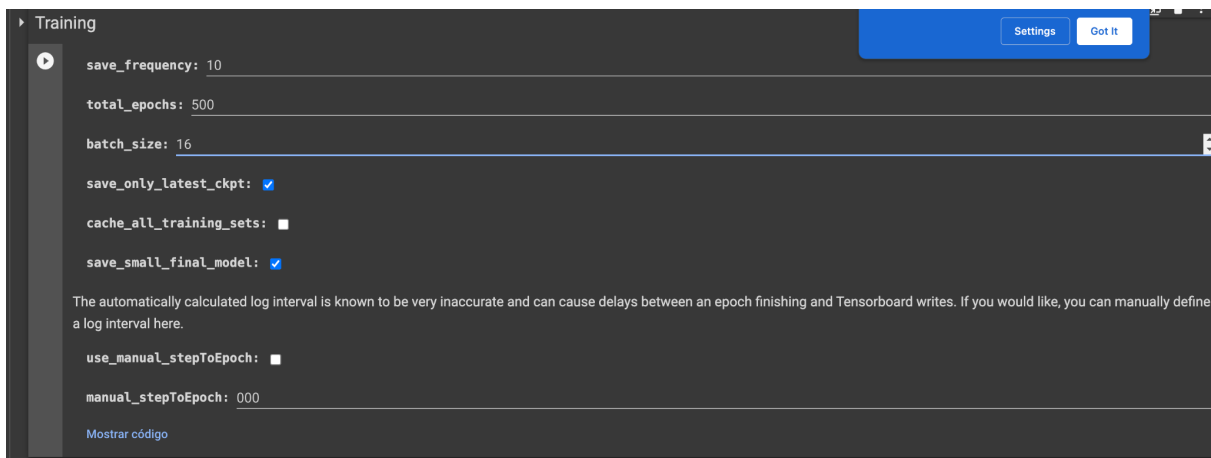 Training
Settings
Got It
save_frequency: 10
total_epochs: 500
batch_size: 16
save_only_latest_ckpt:
cache_all_training_sets:
save_small_final_model:
The automatically calculated log interval is known to be very inaccurate and can cause delays between an epoch finishing and Tensorboard writes. If you would like, you can manually define
a log interval here.
use_manual_stepToEpoch:
manual_stepToEpoch: 000
Mostrar código